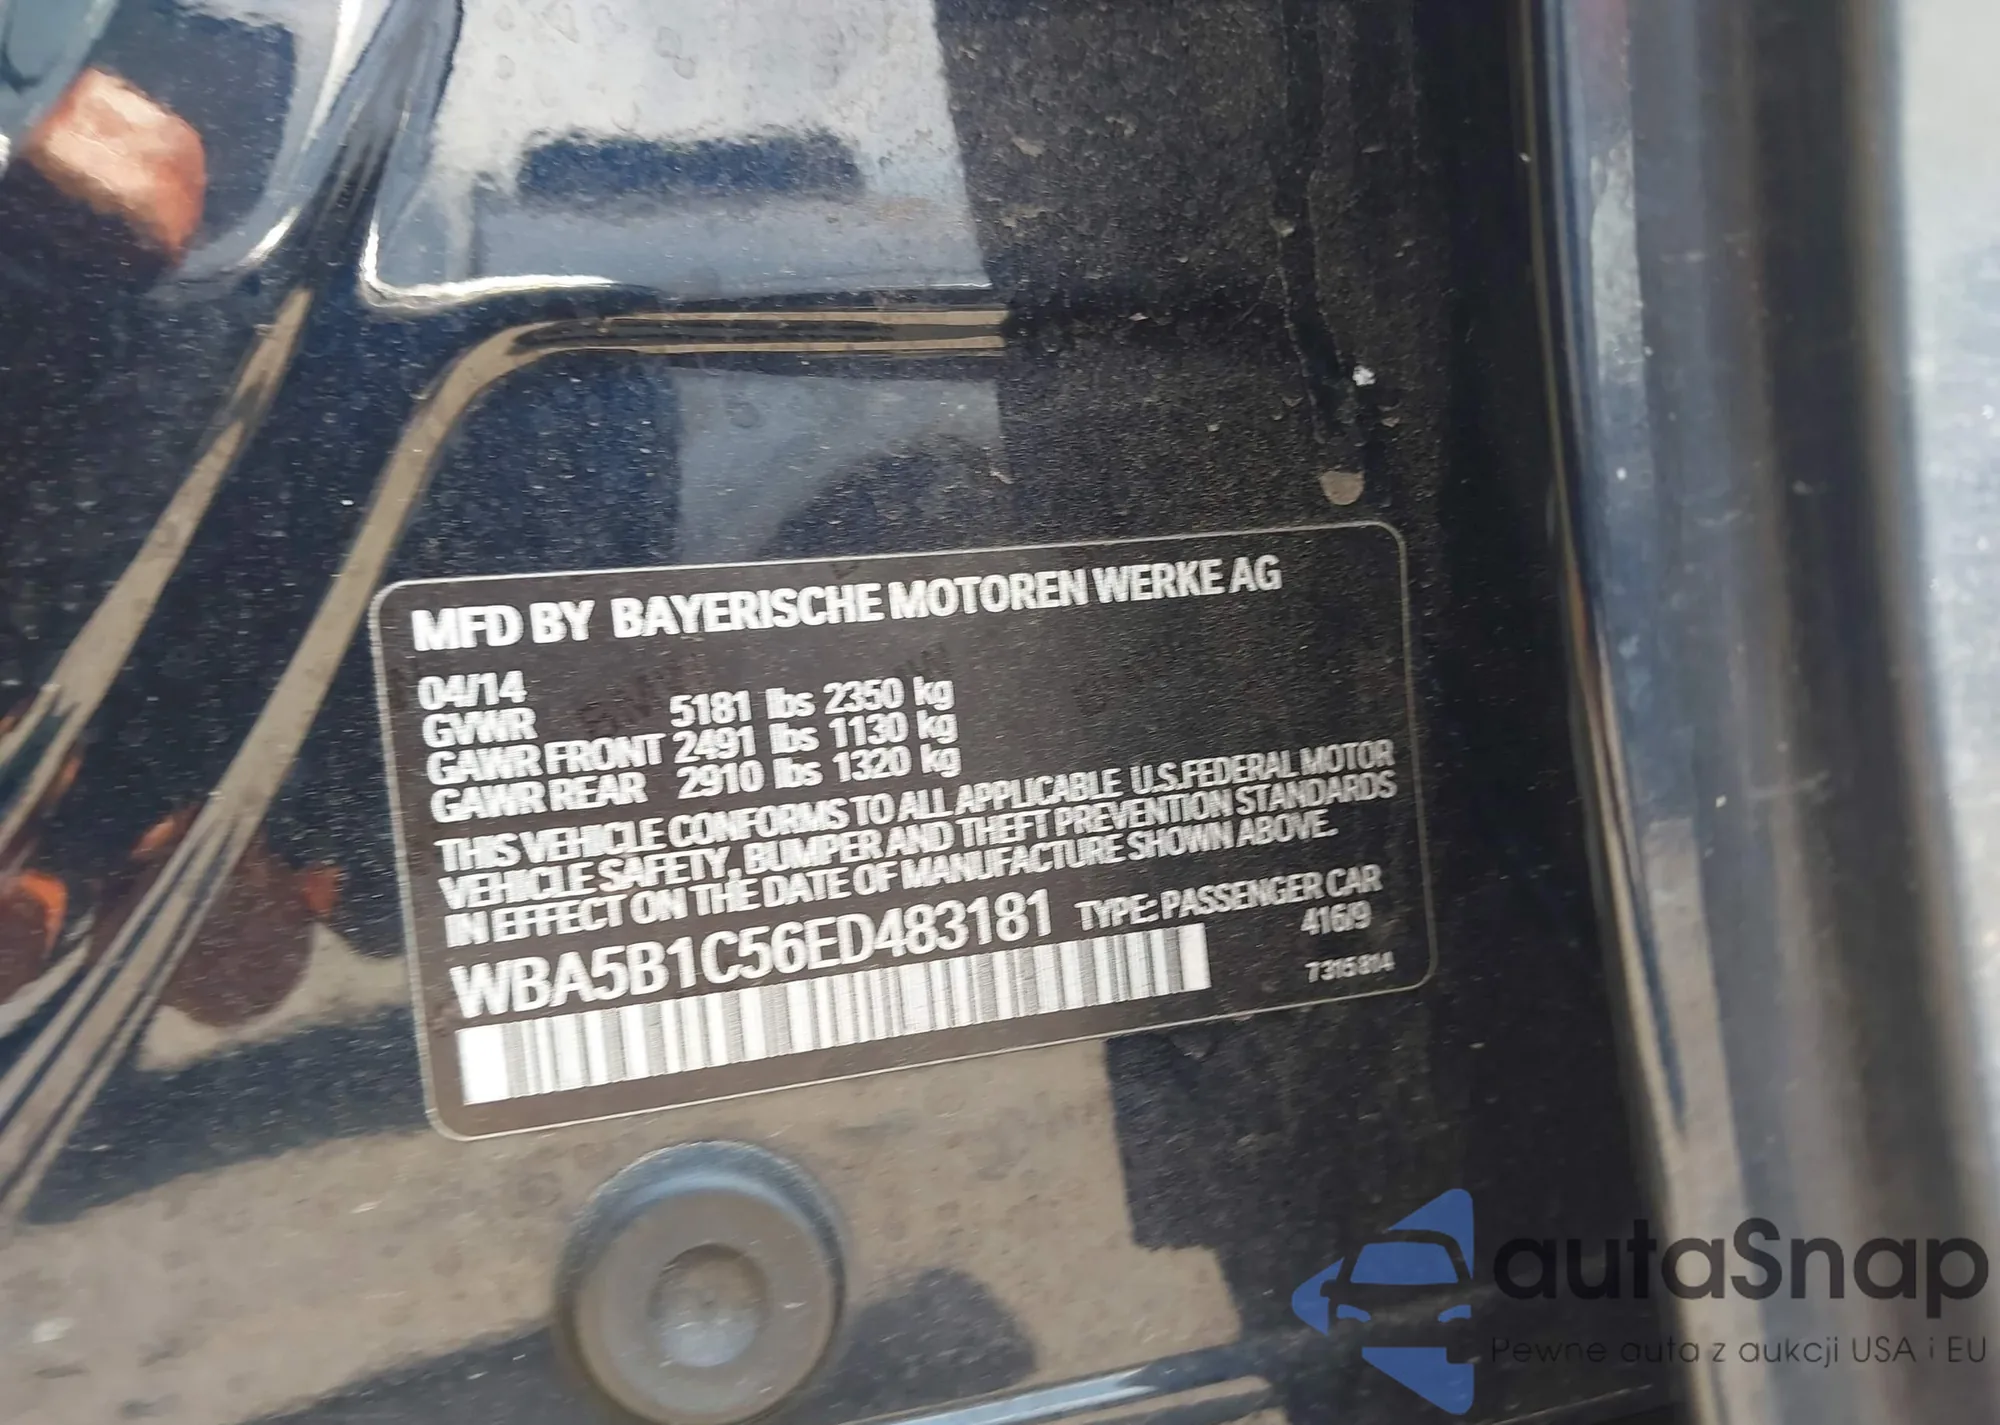 MFD BY BAYERISCHE MOTOREN WERKE AG
04/14
GVWR 5181 lbs 2350 kg
GAWR FRONT 2491 lbs 1130 kg
GAWR REAR 2910 lbs 1320 kg
THIS VEHICLE CONFORMS TO ALL APPLICABLE U.S.FEDERAL MOTOR
VEHICLE SAFETY, BUMPER AND THEFT PREVENTION STANDARDS
IN EFFECT ON THE DATE OF MANUFACTURE SHOWN ABOVE.
WBA5B1C56ED483181 TYPE: PASSENGER CAR
416/9
7 315 814
autaSnap
Pewne auta z aukcji USA i EU